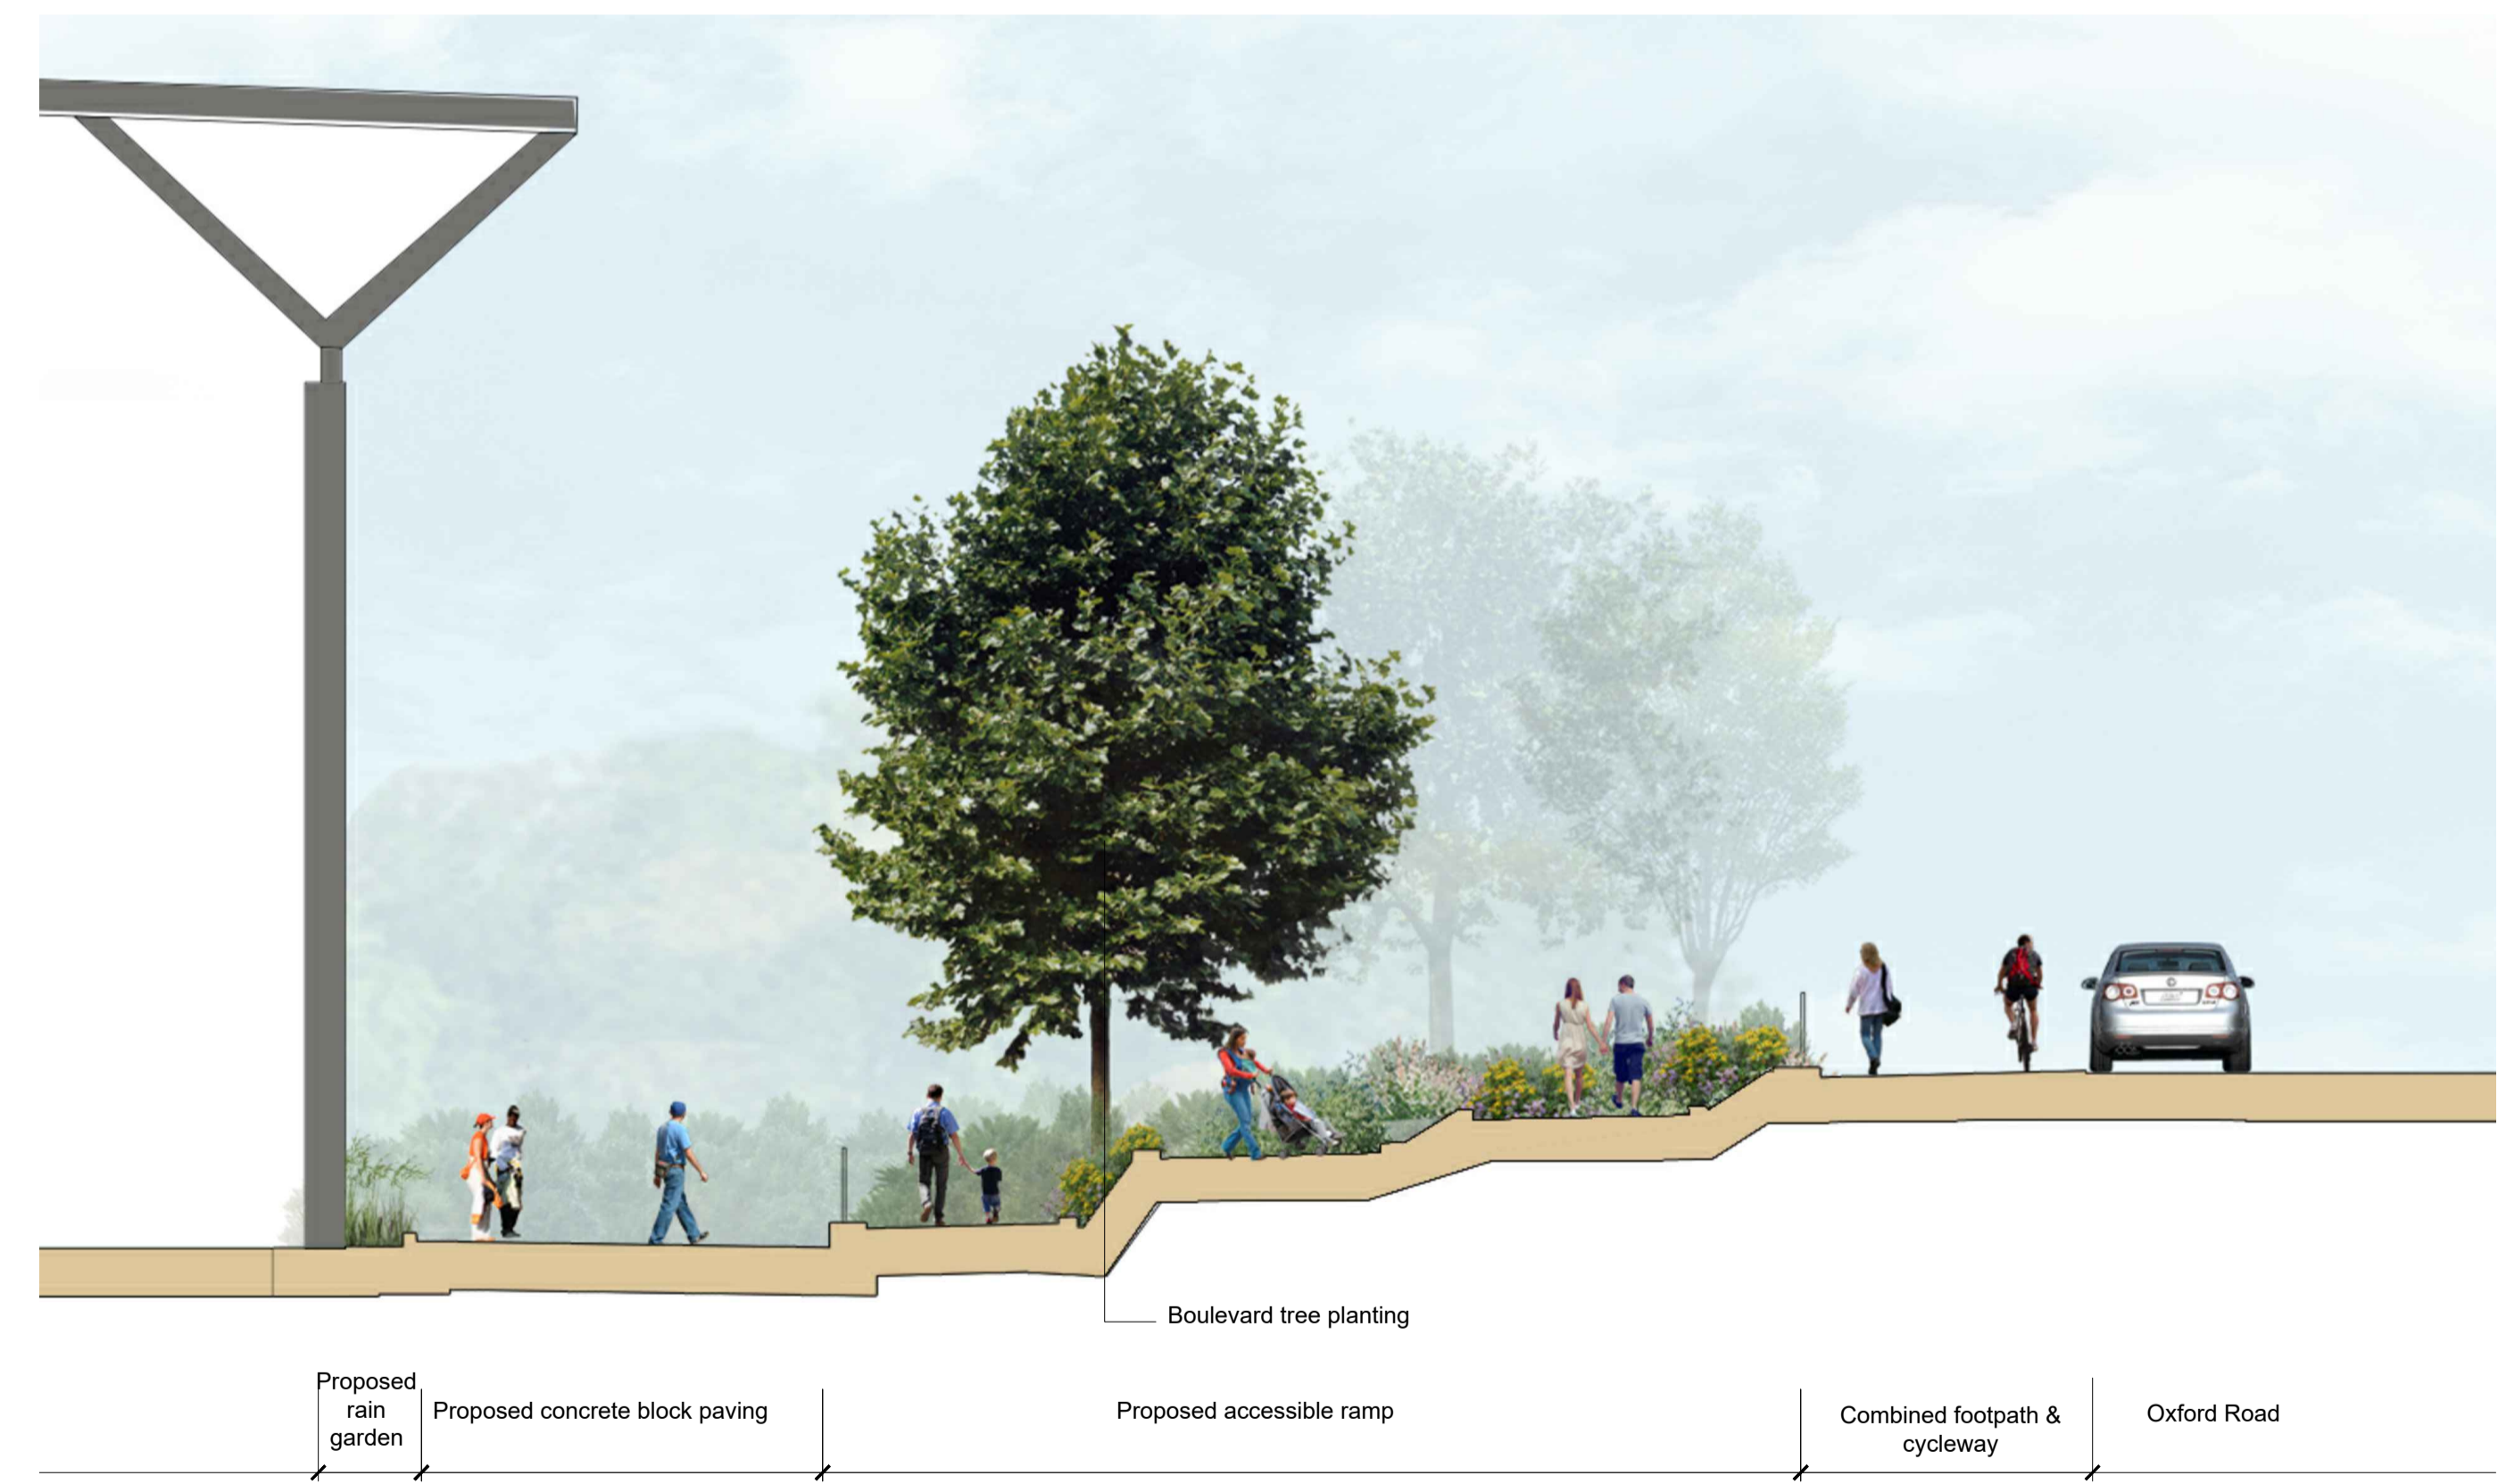 Boulevard tree planting
Proposed
rain
garden
Proposed concrete block paving
Proposed accessible ramp
Combined footpath &
cycleway
Oxford Road